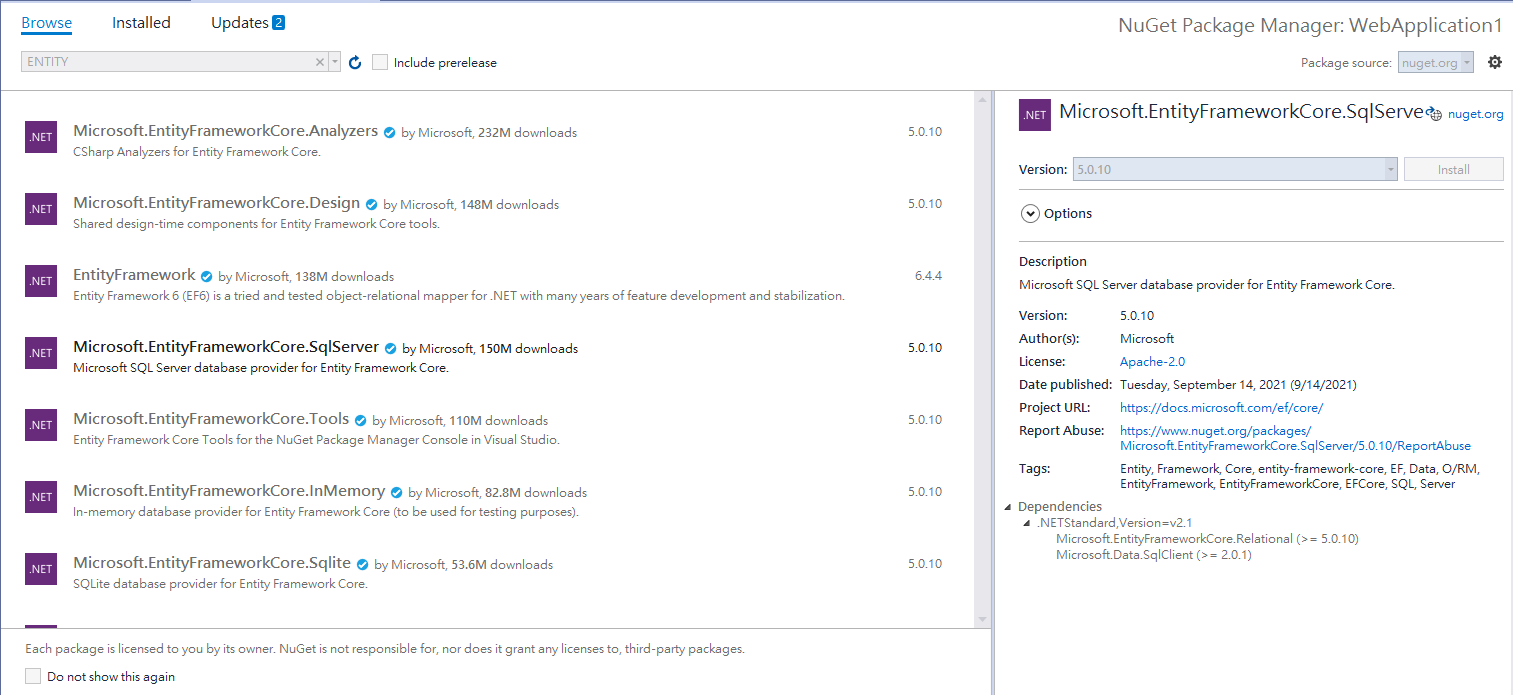 Browse Installed Updates 2
NuGet Package Manager: WebApplication1
ENTITY
Include prerelease
Package source: nuget.org
.NET Microsoft.EntityFrameworkCore.Analyzers by Microsoft, 232M downloads 5.0.10
CSharp Analyzers for Entity Framework Core.
.NET Microsoft.EntityFrameworkCore.Design by Microsoft, 148M downloads 5.0.10
Shared design-time components for Entity Framework Core tools.
.NET EntityFramework by Microsoft, 138M downloads 6.4.4
Entity Framework 6 (EF6) is a tried and tested object-relational mapper for .NET with many years of feature development and stabilization.
.NET Microsoft.EntityFrameworkCore.SqlServer by Microsoft, 150M downloads 5.0.10
Microsoft SQL Server database provider for Entity Framework Core.
.NET Microsoft.EntityFrameworkCore.Tools by Microsoft, 110M downloads 5.0.10
Entity Framework Core Tools for the NuGet Package Manager Console in Visual Studio.
.NET Microsoft.EntityFrameworkCore.InMemory by Microsoft, 82.8M downloads 5.0.10
In-memory database provider for Entity Framework Core (to be used for testing purposes).
.NET Microsoft.EntityFrameworkCore.Sqlite by Microsoft, 53.6M downloads 5.0.10
SQLite database provider for Entity Framework Core.
Each package is licensed to you by its owner. NuGet is not responsible for, nor does it grant any licenses to, third-party packages.
Do not show this again
.NET Microsoft.EntityFrameworkCore.SqlServe nuget.org
Version: 5.0.10 Install
Options
Description
Microsoft SQL Server database provider for Entity Framework Core.
Version: 5.0.10
Author(s): Microsoft
License: Apache-2.0
Date published: Tuesday, September 14, 2021 (9/14/2021)
Project URL: https://docs.microsoft.com/ef/core/
Report Abuse: https://www.nuget.org/packages/
Microsoft.EntityFrameworkCore.SqlServer/5.0.10/ReportAbuse
Tags: Entity, Framework, Core, entity-framework-core, EF, Data, O/RM,
EntityFramework, EntityFrameworkCore, EFCore, SQL, Server
Dependencies
.NETStandard,Version=v2.1
Microsoft.EntityFrameworkCore.Relational (>= 5.0.10)
Microsoft.Data.SqlClient (>= 2.0.1)